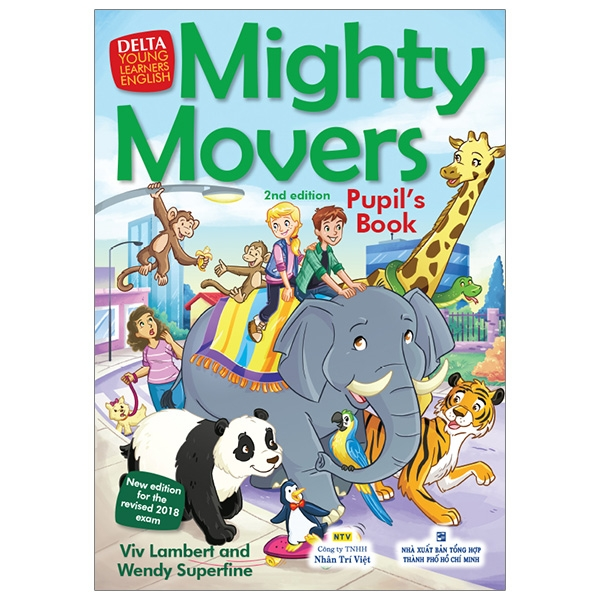 DELTA
YOUNG
LEARNERS
ENGLISH
Mighty
Movers
2nd edition
Pupil's
Book
New edition
for the
revised 2018
exam
Viv Lambert and
Wendy Superfine
NTV
Công ty TNHH
Nhân Trí Việt
NHÀ XUẤT BẢN TỔNG HỢP
THÀNH PHỐ HỒ CHÍ MINH